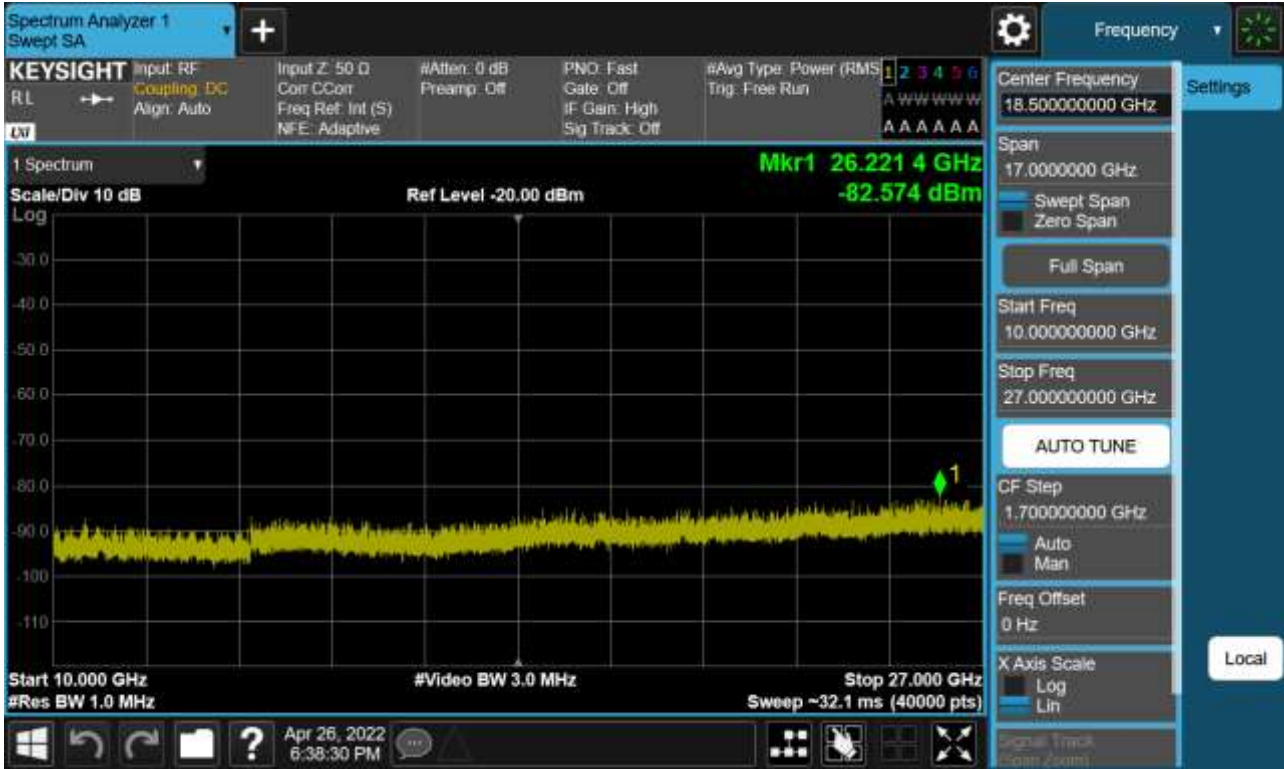 Spectrum Analyzer 1
Swept SA
+
Frequency
KEYSIGHT
RL
LXI
Input: RF
Coupling: DC
Align: Auto
Input Z: 50 Ω
Corr CCorr
Freq Ref: Int (S)
NFE: Adaptive
#Atten: 0 dB
Preamp: Off
PNO: Fast
Gate: Off
IF Gain: High
Sig Track: Off
#Avg Type: Power (RMS
Trig: Free Run
1 2 3 4 5 6
A W W W W W
A A A A A A
1 Spectrum
Mkr1 26.221 4 GHz
-82.574 dBm
Scale/Div 10 dB
Ref Level -20.00 dBm
Log
-30.0
-40.0
-50.0
-60.0
-70.0
-80.0
-90.0
-100
-110
1
Start 10.000 GHz
#Video BW 3.0 MHz
Stop 27.000 GHz
#Res BW 1.0 MHz
Sweep ~32.1 ms (40000 pts)
Center Frequency
18.500000000 GHz
Span
17.0000000 GHz
Swept Span
Zero Span
Full Span
Start Freq
10.000000000 GHz
Stop Freq
27.000000000 GHz
AUTO TUNE
CF Step
1.700000000 GHz
Auto
Man
Freq Offset
0 Hz
X Axis Scale
Log
Lin
Signal Track
(Span Zoom)
Settings
Local
?
Apr 26, 2022
6:38:30 PM